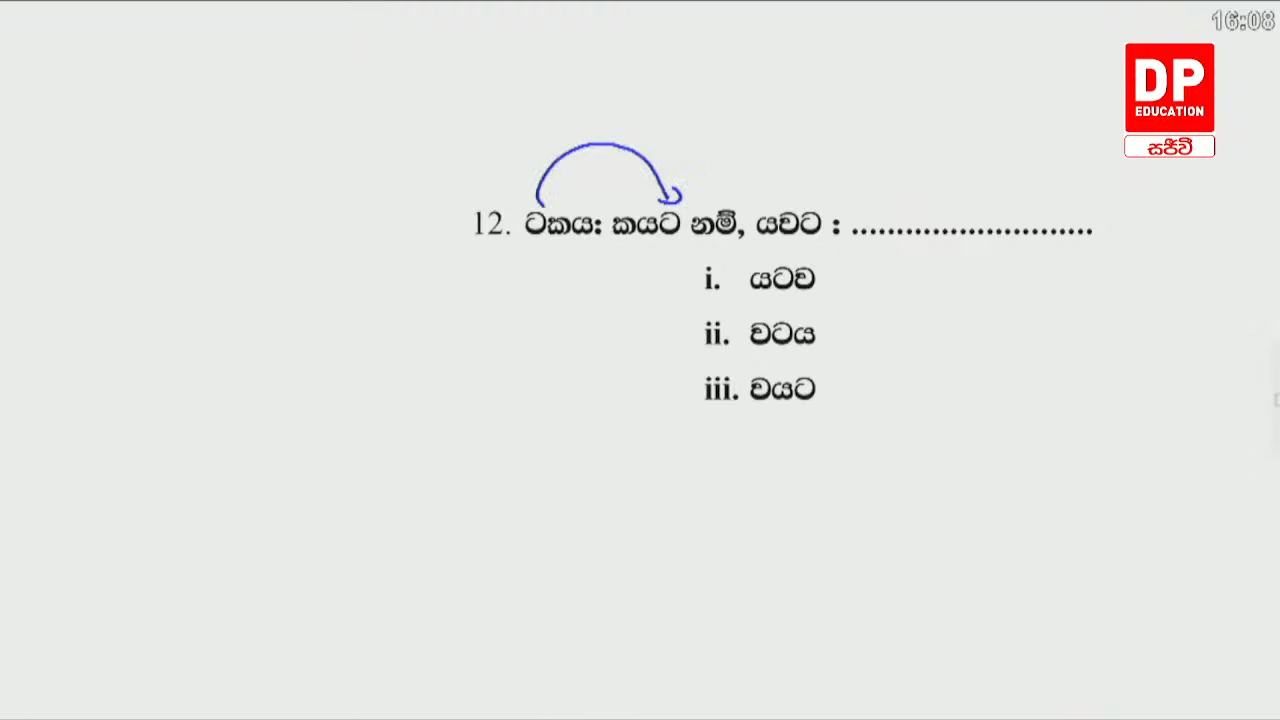 16:08
DP
EDUCATION
සජීවී
12. ටකය: කයට නම්, යවට : ...........................
i. යටව
ii. වටය
iii. වයට